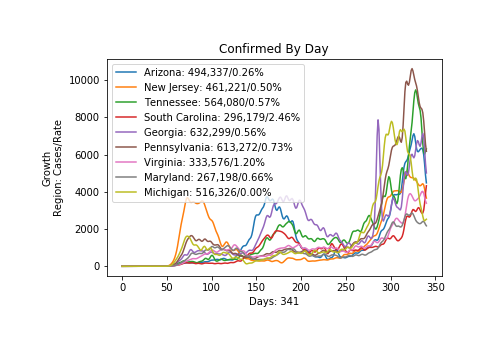 Confirmed By Day
Growth
Region: Cases/Rate
10000
8000
6000
4000
2000
0
Arizona: 494,337/0.26%
New Jersey: 461,221/0.50%
Tennessee: 564,080/0.57%
South Carolina: 296,179/2.46%
Georgia: 632,299/0.56%
Pennsylvania: 613,272/0.73%
Virginia: 333,576/1.20%
Maryland: 267,198/0.66%
Michigan: 516,326/0.00%
0 50 100 150 200 250 300 350
Days: 341